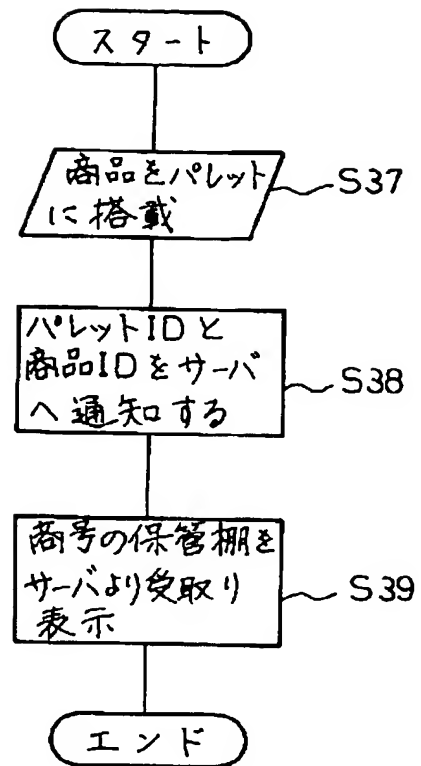 スタート
商品をパレット
に搭載
S37
パレットIDと
商品IDをサーバ
へ通知する
S38
商号の保管棚を
サーバより受取り
表示
S39
エンド